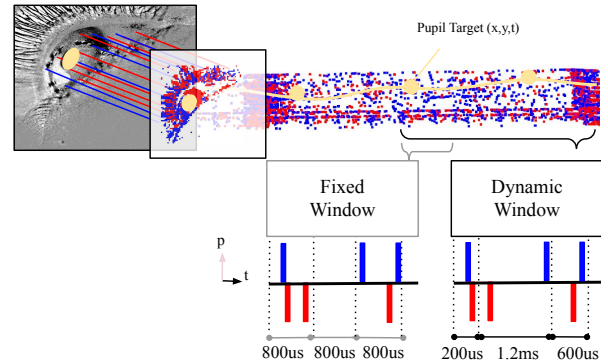 Pupil Target (x,y,t)
Fixed
Window
Dynamic
Window
p
t
800us 800us 800us
200us 1.2ms 600us